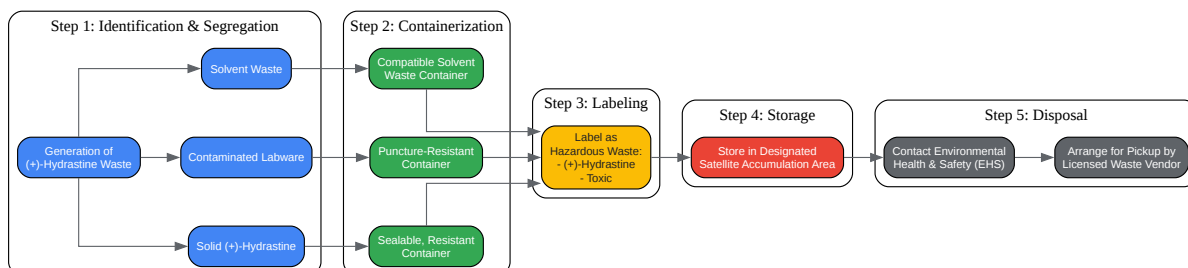 Step 1: Identification & Segregation
Solvent Waste
Generation of
(+)-Hydrastine Waste
Contaminated Labware
Solid (+)-Hydrastine
Step 2: Containerization
Compatible Solvent
Waste Container
Puncture-Resistant
Container
Sealable, Resistant
Container
Step 3: Labeling
Label as
Hazardous Waste:
- (+)-Hydrastine
- Toxic
Step 4: Storage
Store in Designated
Satellite Accumulation Area
Step 5: Disposal
Contact Environmental
Health & Safety (EHS)
Arrange for Pickup by
Licensed Waste Vendor